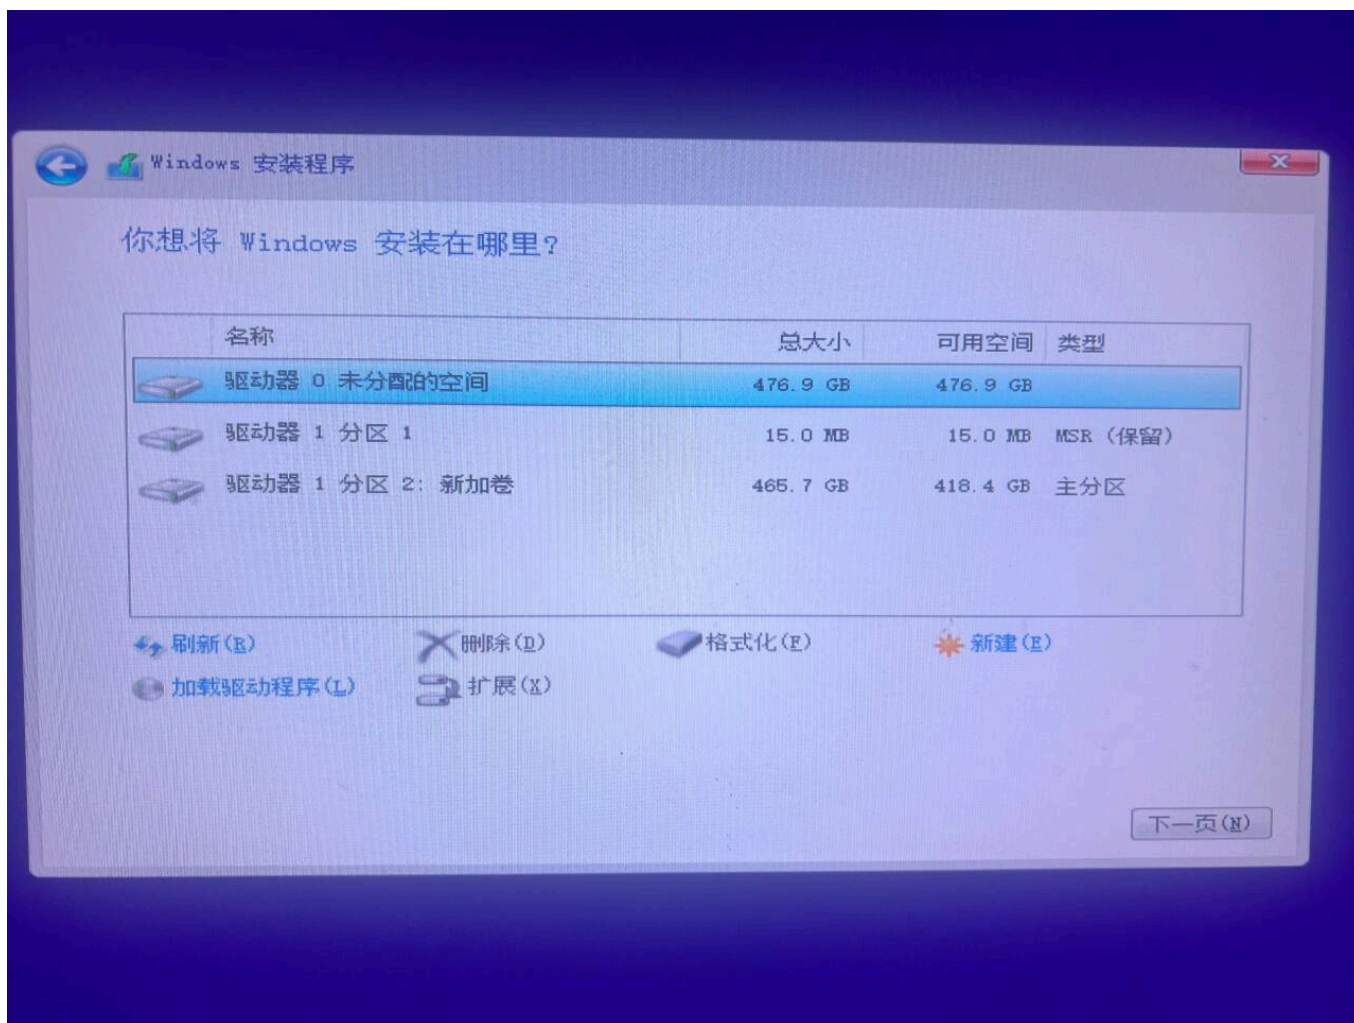 Windows 安装程序
你想将 Windows 安装在哪里?
名称 总大小 可用空间 类型
驱动器 0 未分配的空间 476.9 GB 476.9 GB
驱动器 1 分区 1 15.0 MB 15.0 MB MSR (保留)
驱动器 1 分区 2: 新加卷 465.7 GB 418.4 GB 主分区
刷新(R) 删除(D) 格式化(F) 新建(E)
加载驱动程序(L) 扩展(X)
下一页(N)